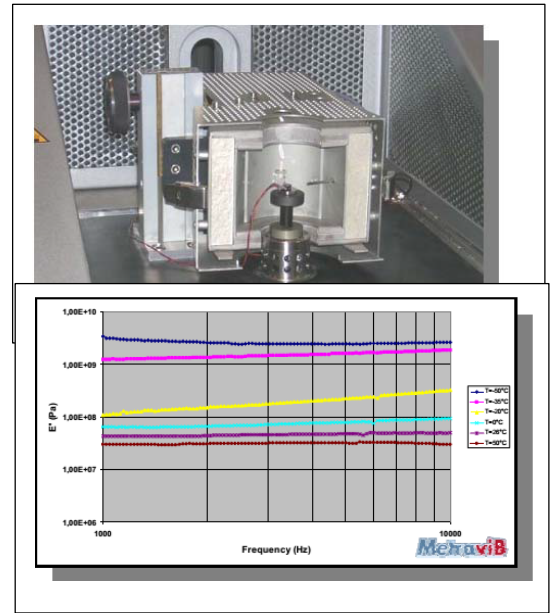 1,00E+10
1,00E+09
1,00E+08
1,00E+07
1,00E+06
E' (Pa)
1000
10000
Frequency (Hz)
T=-50°C
T=-35°C
T=-20°C
T=0°C
T=26°C
T=50°C
MetraviB